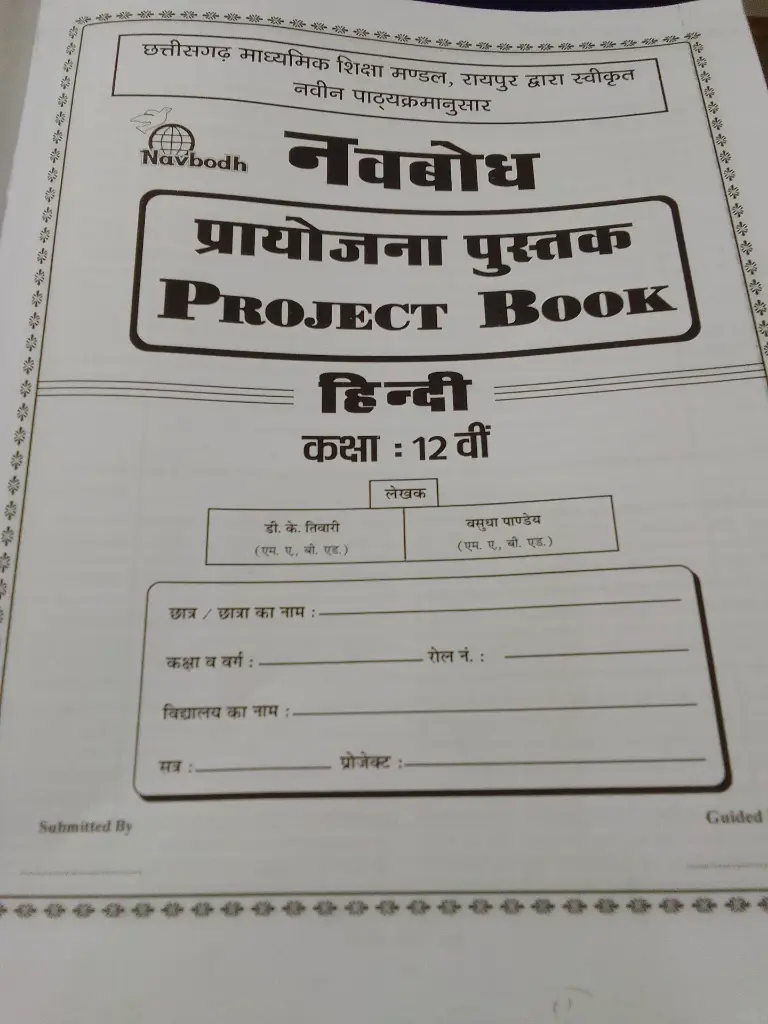 छत्तीसगढ़ माध्यमिक शिक्षा मण्डल, रायपुर द्वारा स्वीकृत
नवीन पाठ्यक्रमानुसार
Navbodh
नवबोध
प्रायोजना पुस्तक
PROJECT BOOK
हिन्दी
कक्षा : 12 वीं
लेखक
डी. के. तिवारी
(एम. ए., बी. एड.)
वसुधा पाण्डेय
(एम. ए., बी. एड.)
छात्र / छात्रा का नाम :
कक्षा व वर्ग : रोल नं. :
विद्यालय का नाम :
सत्र : प्रोजेक्ट :
Submitted By
Guided